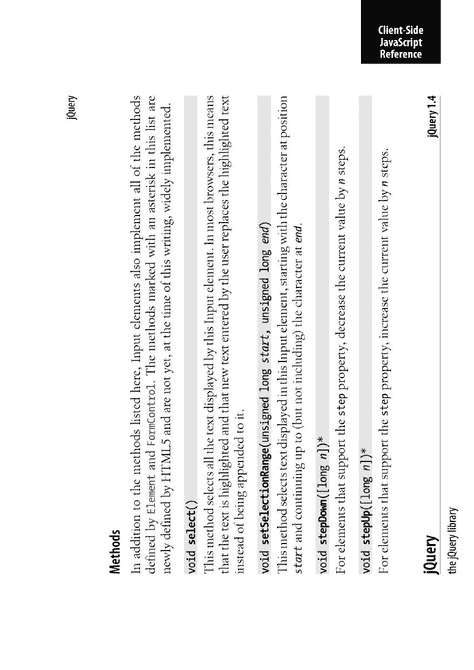 jQuery
Client-Side
JavaScript
Reference
Methods
In addition to the methods listed here, Input elements also implement all of the methods
defined by Element and FormControl. The methods marked with an asterisk in this list are
newly defined by HTML5 and are not yet, at the time of this writing, widely implemented.
void select()
This method selects all the text displayed by this Input element. In most browsers, this means
that the text is highlighted and that new text entered by the user replaces the highlighted text
instead of being appended to it.
void setSelectionRange(unsigned long start, unsigned long end)
This method selects text displayed in this Input element, starting with the character at position
start and continuing up to (but not including) the character at end.
void stepDown([long n])*
For elements that support the step property, decrease the current value by n steps.
void stepUp([long n])*
For elements that support the step property, increase the current value by n steps.
jQuery jQuery 1.4
the jQuery library